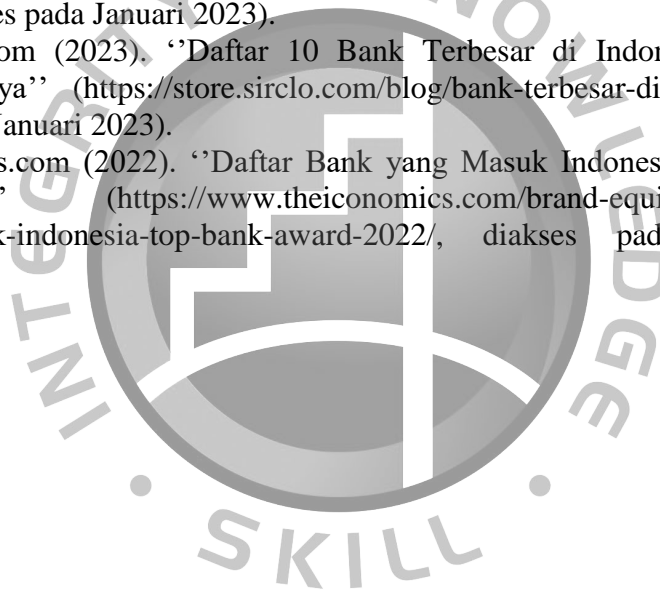 es pada Januari 2023).
om (2023). ‘’Daftar 10 Bank Terbesar di Indon
ya’’ (https://store.sirclo.com/blog/bank-terbesar-di
Januari 2023).
s.com (2022). ‘’Daftar Bank yang Masuk Indones
’ (https://www.theiconomics.com/brand-equi
k-indonesia-top-bank-award-2022/, diakses pad
INTEGRITY
KNOWLEDGE
SKILL